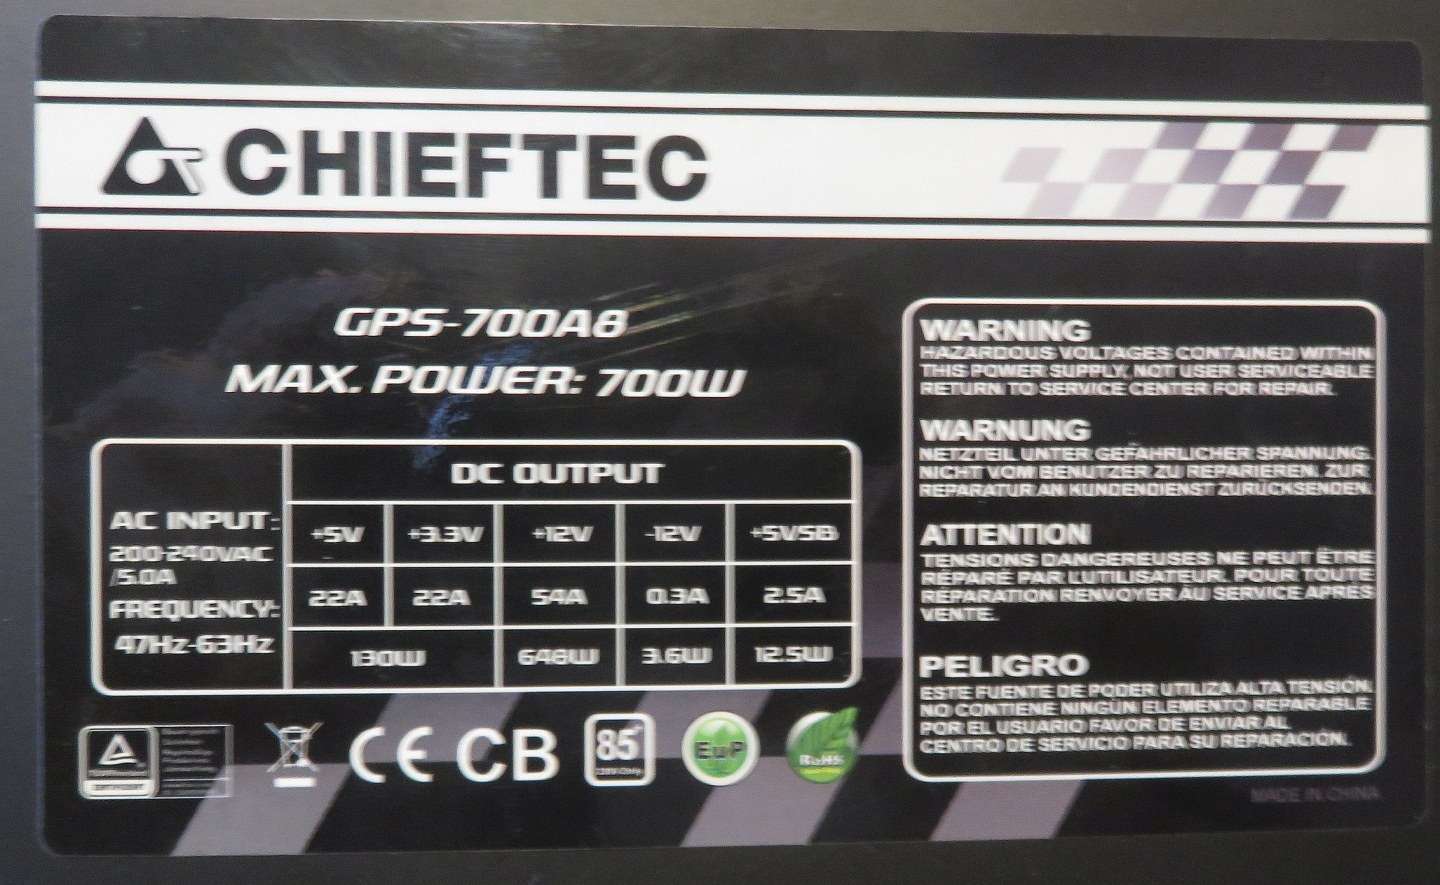 CHIEFTEC
GPS-700A8
MAX. POWER: 700W
AC INPUT:
200-240VAC
/5.0A
FREQUENCY:
47Hz-63Hz
DC OUTPUT
+5V +3.3V +12V -12V +5VSB
22A 22A 54A 0.3A 2.5A
130W 648W 3.6W 12.5W
CE CB 85+ EuP RoHS
230V Only
WARNING
HAZARDOUS VOLTAGES CONTAINED WITHIN
THIS POWER SUPPLY, NOT USER SERVICEABLE
RETURN TO SERVICE CENTER FOR REPAIR.
WARNUNG
NETZTEIL UNTER GEFÄHRLICHER SPANNUNG.
NICHT VOM BENUTZER ZU REPARIEREN. ZUR
REPARATUR AN KUNDENDIENST ZURÜCKSENDEN.
ATTENTION
TENSIONS DANGEREUSES NE PEUT ÊTRE
RÉPARÉ PAR L'UTILISATEUR. POUR TOUTE
RÉPARATION RENVOYER AU SERVICE APRÈS
VENTE.
PELIGRO
ESTE FUENTE DE PODER UTILIZA ALTA TENSIÓN.
NO CONTIENE NINGÚN ELEMENTO REPARABLE
POR EL USUARIO FAVOR DE ENVIAR AL
CENTRO DE SERVICIO PARA SU REPARACIÓN.
MADE IN CHINA